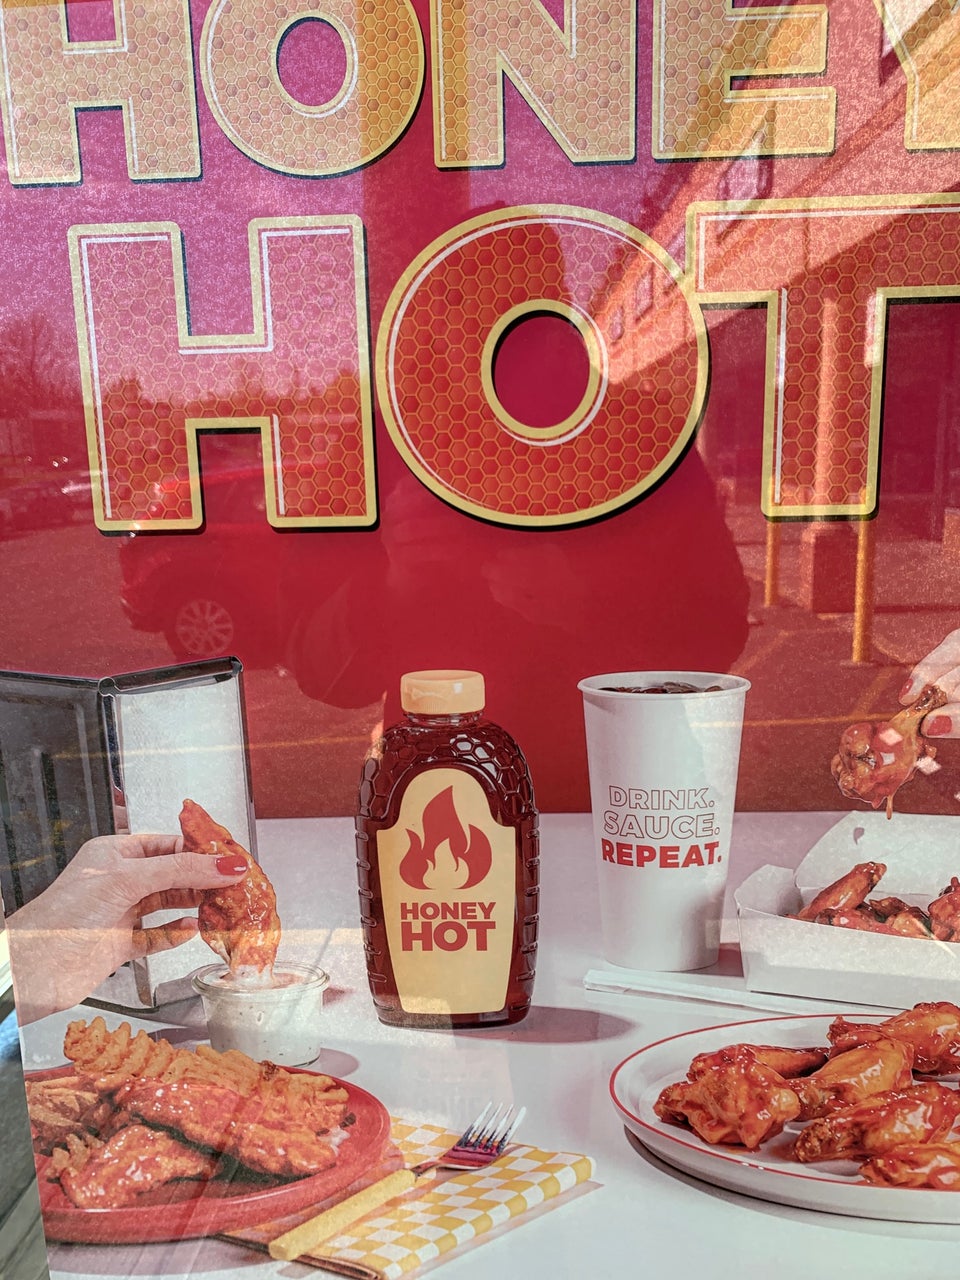 HONEY
HOT
HONEY
HOT
DRINK.
SAUCE.
REPEAT.